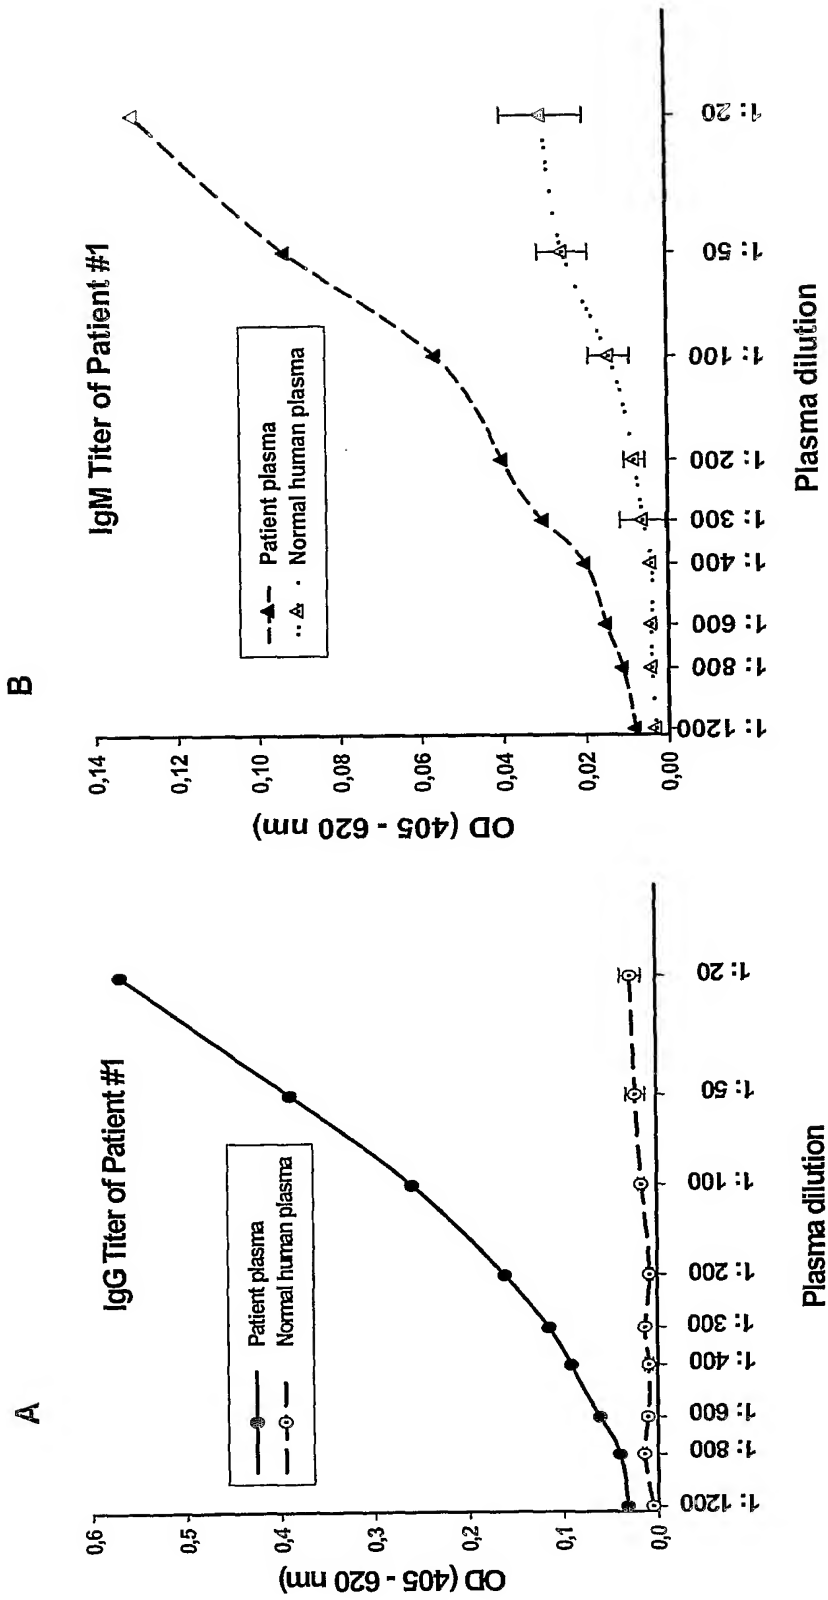 A
IgG Titer of Patient #1
Patient plasma
Normal human plasma
OD (405 - 620 nm)
0,6
0,5
0,4
0,3
0,2
0,1
0,0
1: 1200
1: 800
1: 600
1: 400
1: 300
1: 200
1: 100
1: 50
1: 20
Plasma dilution
B
IgM Titer of Patient #1
Patient plasma
Normal human plasma
OD (405 - 620 nm)
0,14
0,12
0,10
0,08
0,06
0,04
0,02
0,00
1: 1200
1: 800
1: 600
1: 400
1: 300
1: 200
1: 100
1: 50
1: 20
Plasma dilution